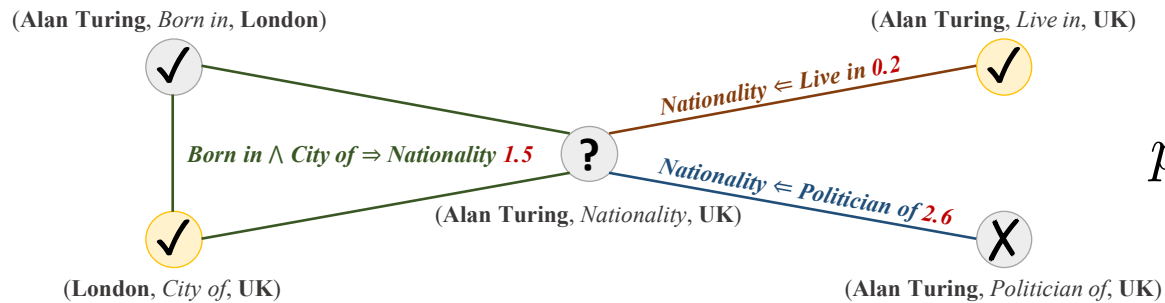 (Alan Turing, Born in, London)
(Alan Turing, Live in, UK)
Nationality ⇐ Live in 0.2
Born in ∧ City of ⇒ Nationality 1.5
?
Nationality ⇐ Politician of 2.6
(Alan Turing, Nationality, UK)
(London, City of, UK)
(Alan Turing, Politician of, UK)